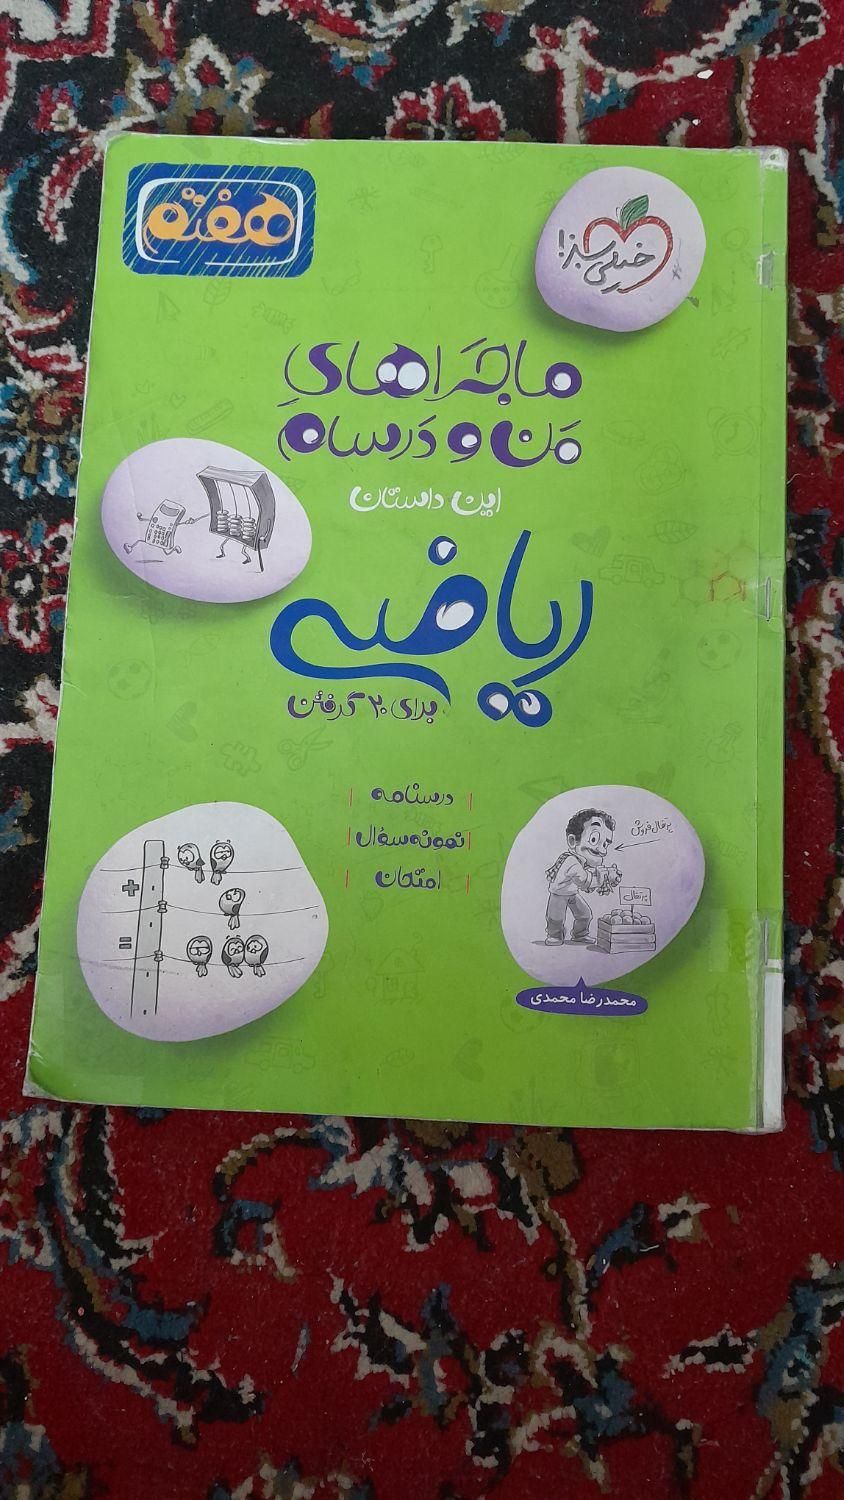 هفتم
خیلی سبز!
ماجراهای
من و درسام
این داستان
ریاضی
برای ۲۰ گرفتن
درسنامه
نمونه سؤال
امتحان
پرتقال فروش
پرتقال
محمدرضا محمدی
+
=